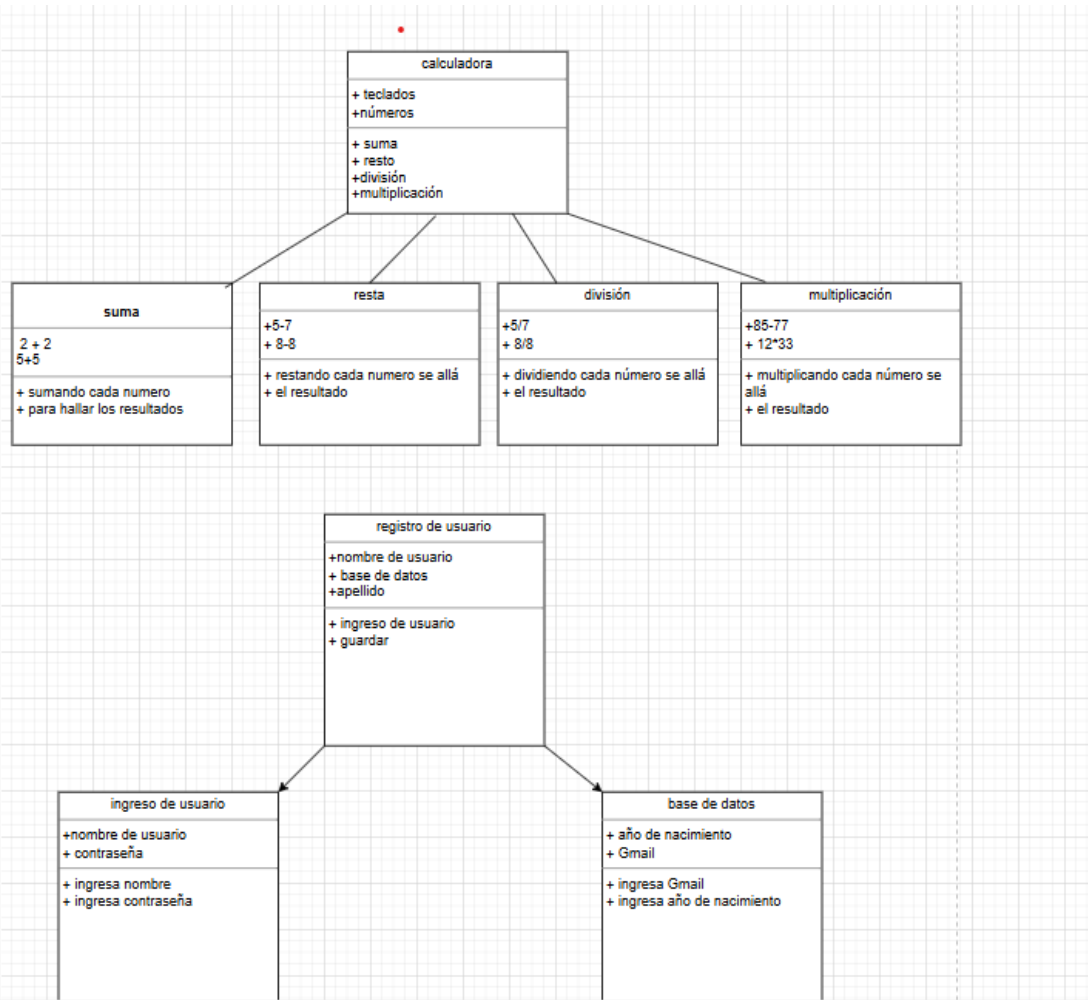 calculadora
+ teclados
+números
+ suma
+ resto
+división
+multiplicación
suma
2 + 2
5+5
+ sumando cada numero
+ para hallar los resultados
resta
+5-7
+ 8-8
+ restando cada numero se allá
+ el resultado
división
+5/7
+ 8/8
+ dividiendo cada número se allá
+ el resultado
multiplicación
+85-77
+ 12*33
+ multiplicando cada número se
allá
+ el resultado
registro de usuario
+nombre de usuario
+ base de datos
+apellido
+ ingreso de usuario
+ guardar
ingreso de usuario
+nombre de usuario
+ contraseña
+ ingresa nombre
+ ingresa contraseña
base de datos
+ año de nacimiento
+ Gmail
+ ingresa Gmail
+ ingresa año de nacimiento